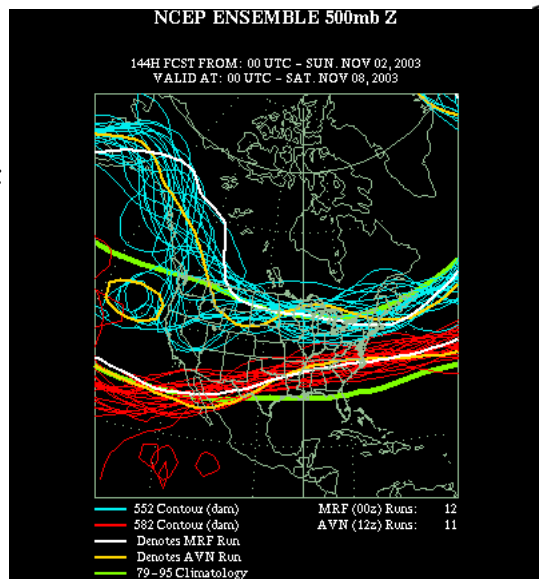 NCEP ENSEMBLE 500mb Z
144H FCST FROM: 00 UTC – SUN. NOV 02, 2003
VALID AT: 00 UTC – SAT. NOV 08, 2003
552 Contour (dam)
582 Contour (dam)
Denotes MRF Run
Denotes AVN Run
79–95 Climatology
MRF (00z) Runs: 12
AVN (12z) Runs: 11